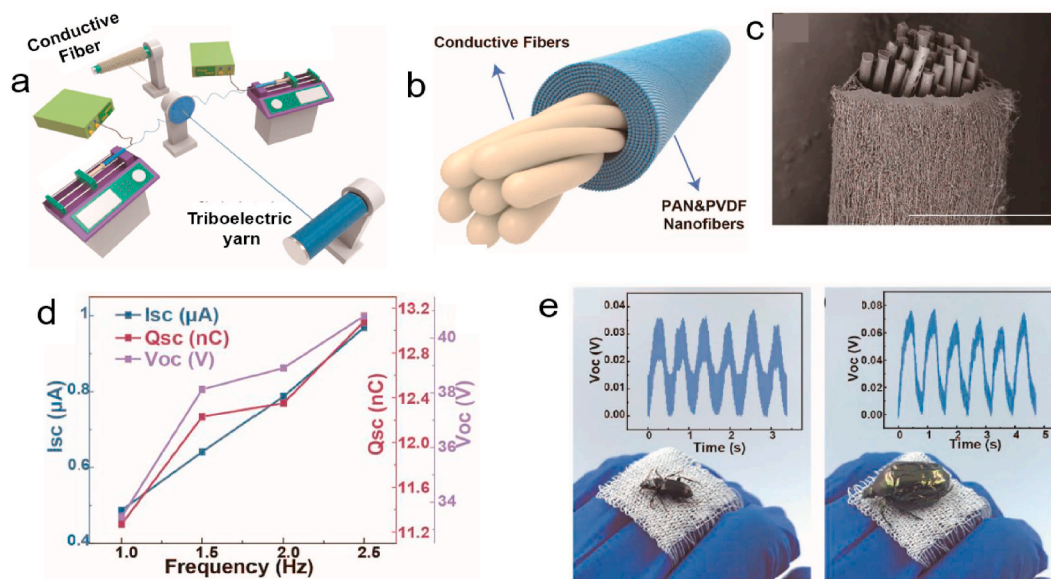 a
Conductive
Fiber
Triboelectric
yarn
b
Conductive Fibers
PAN&PVDF
Nanofibers
c
d
Isc (μA)
Qsc (nC)
Voc (V)
Isc (μA)
1
0.8
0.6
0.4
1.0
1.5
2.0
2.6
Frequency (Hz)
13.2
12.8
12.4
12.0
11.6
11.2
Qsc (nC)
40
38
36
34
Voc (V)
e
Voc (V)
0.04
0.03
0.02
0.01
0.00
0
1
2
3
Time (s)
Voc (V)
0.08
0.06
0.04
0.02
0.00
0
1
2
3
4
5
Time (s)